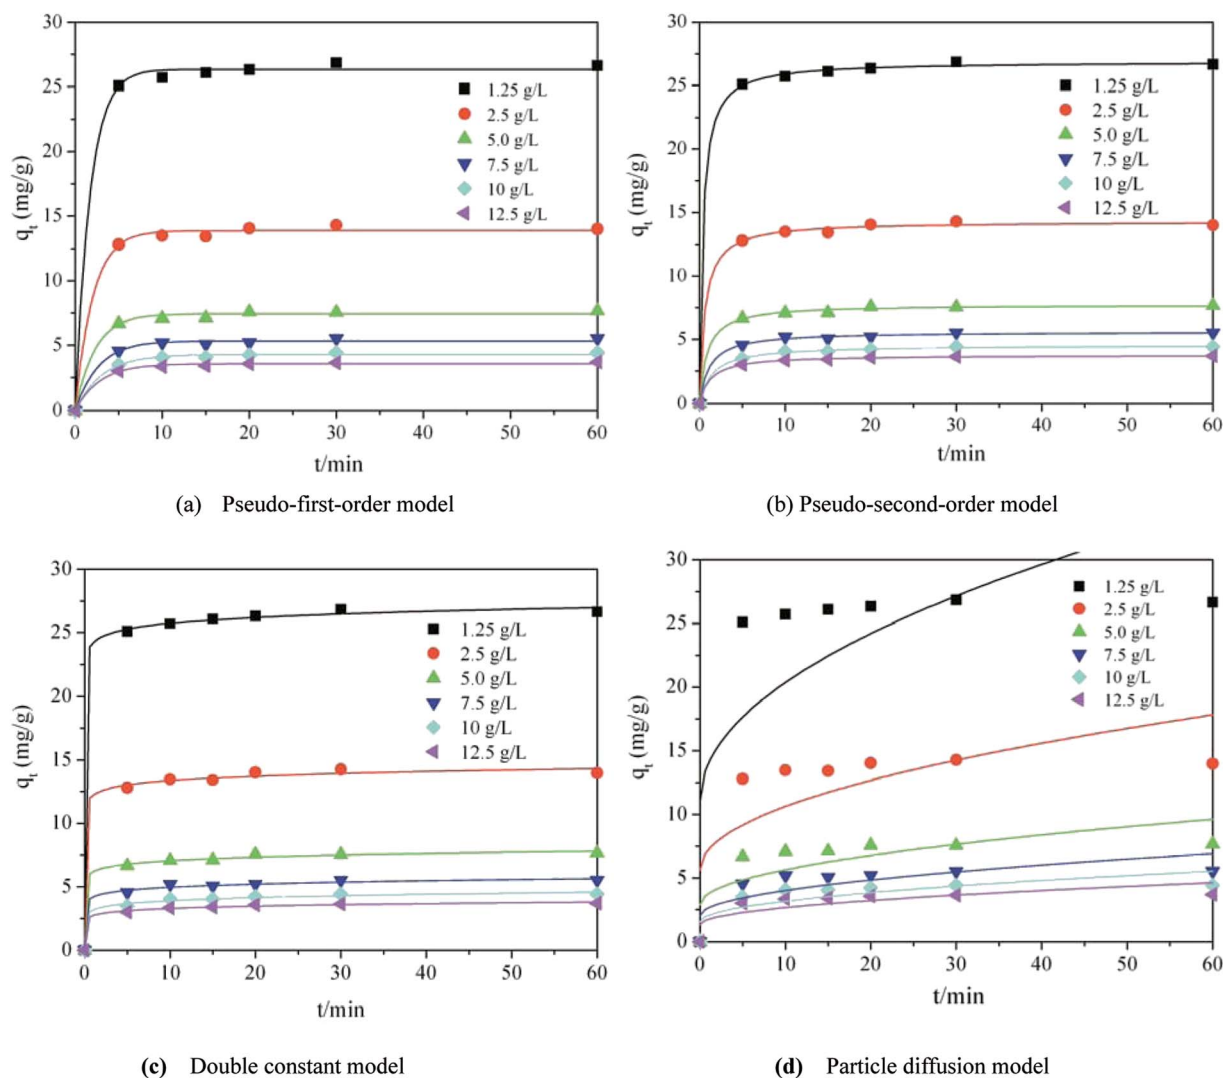 30
25
20
15
10
5
0
q_t (mg/g)
1.25 g/L
2.5 g/L
5.0 g/L
7.5 g/L
10 g/L
12.5 g/L
0 10 20 30 40 50 60
t/min
(a) Pseudo-first-order model
30
25
20
15
10
5
0
q_t (mg/g)
1.25 g/L
2.5 g/L
5.0 g/L
7.5 g/L
10 g/L
12.5 g/L
0 10 20 30 40 50 60
t/min
(b) Pseudo-second-order model
30
25
20
15
10
5
0
q_t (mg/g)
1.25 g/L
2.5 g/L
5.0 g/L
7.5 g/L
10 g/L
12.5 g/L
0 10 20 30 40 50 60
t/min
(c) Double constant model
30
25
20
15
10
5
0
q_t (mg/g)
1.25 g/L
2.5 g/L
5.0 g/L
7.5 g/L
10 g/L
12.5 g/L
0 10 20 30 40 50 60
t/min
(d) Particle diffusion model